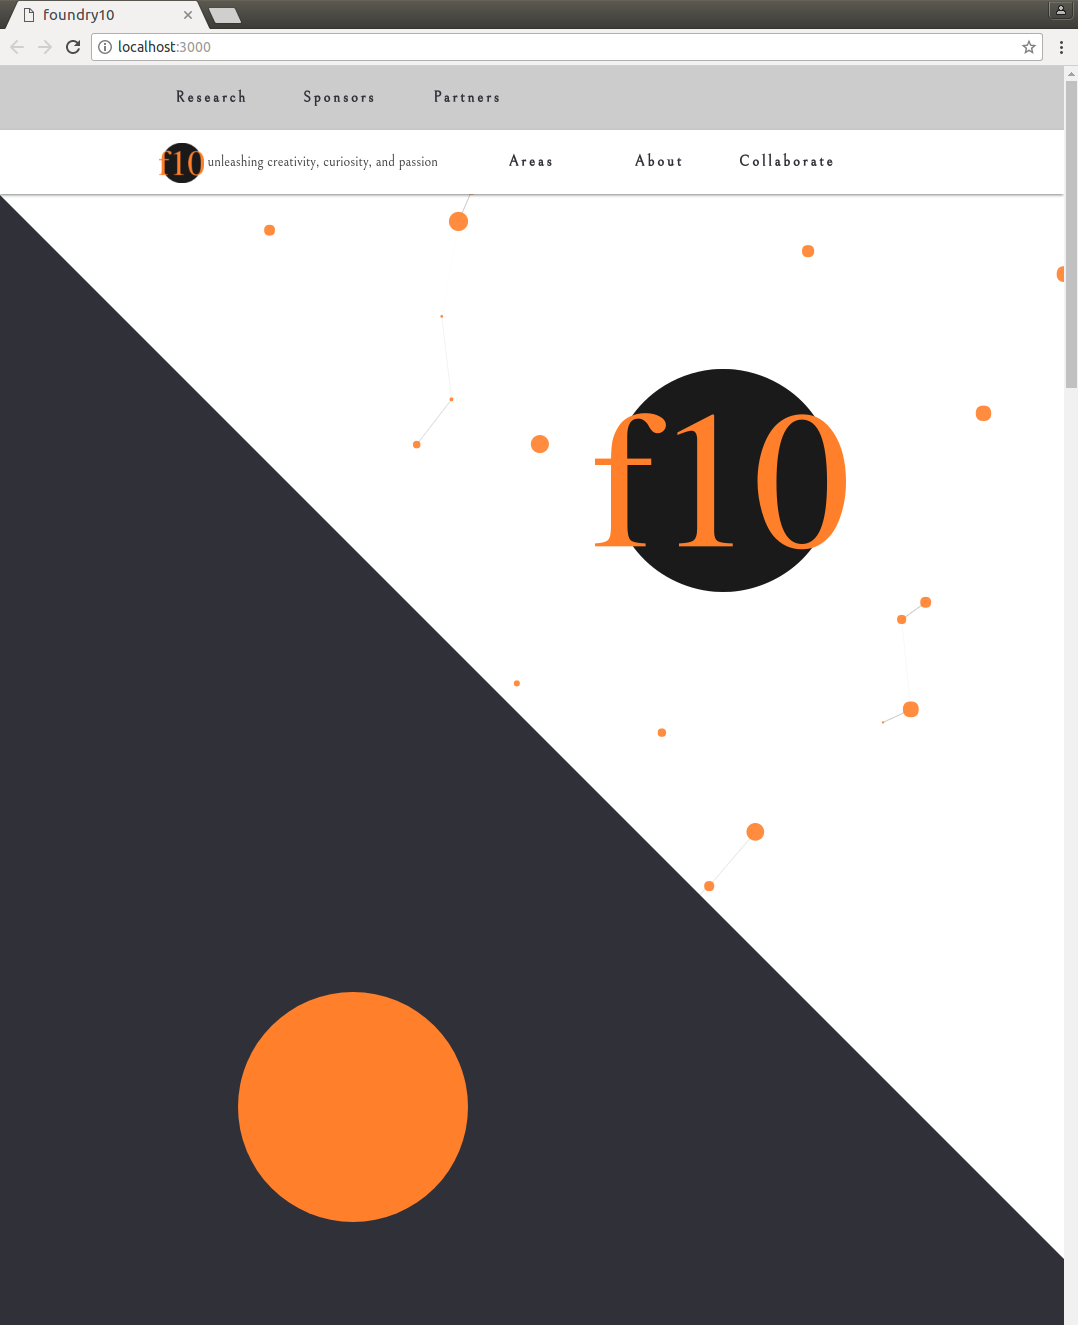 foundry10
localhost:3000
Research Sponsors Partners
f10 unleashing creativity, curiosity, and passion Areas About Collaborate
f10